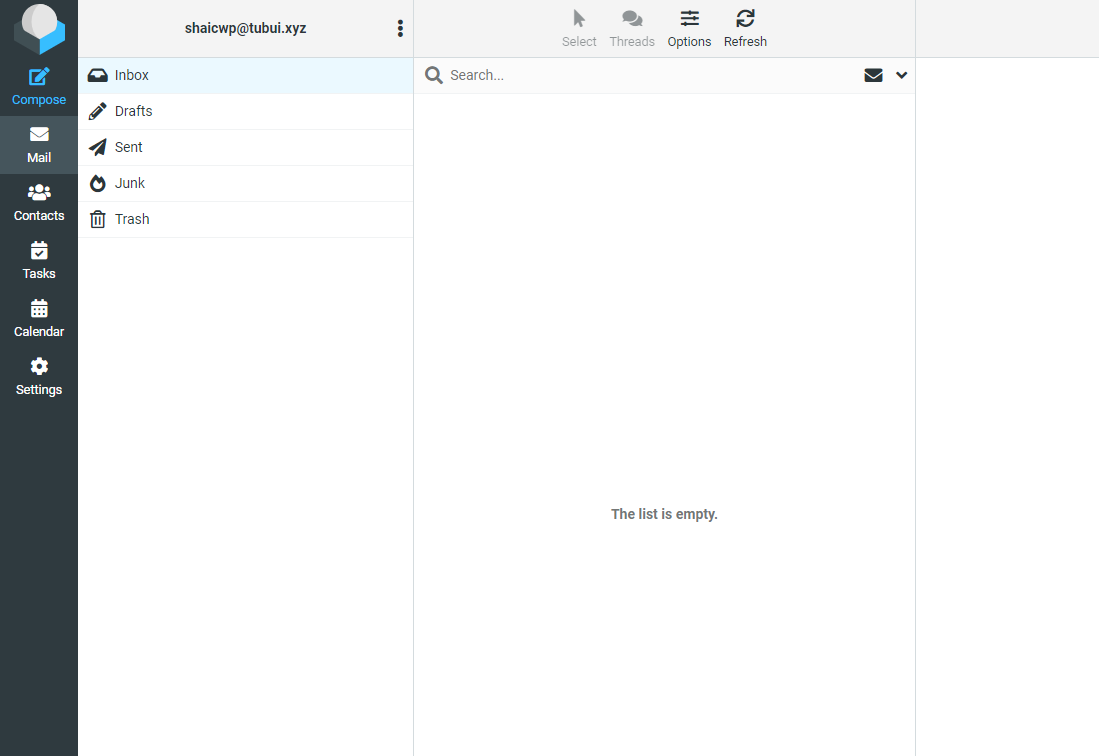 shaicwp@tubui.xyz
Select Threads Options Refresh
Compose
Mail
Contacts
Tasks
Calendar
Settings
Inbox
Drafts
Sent
Junk
Trash
Search...
The list is empty.